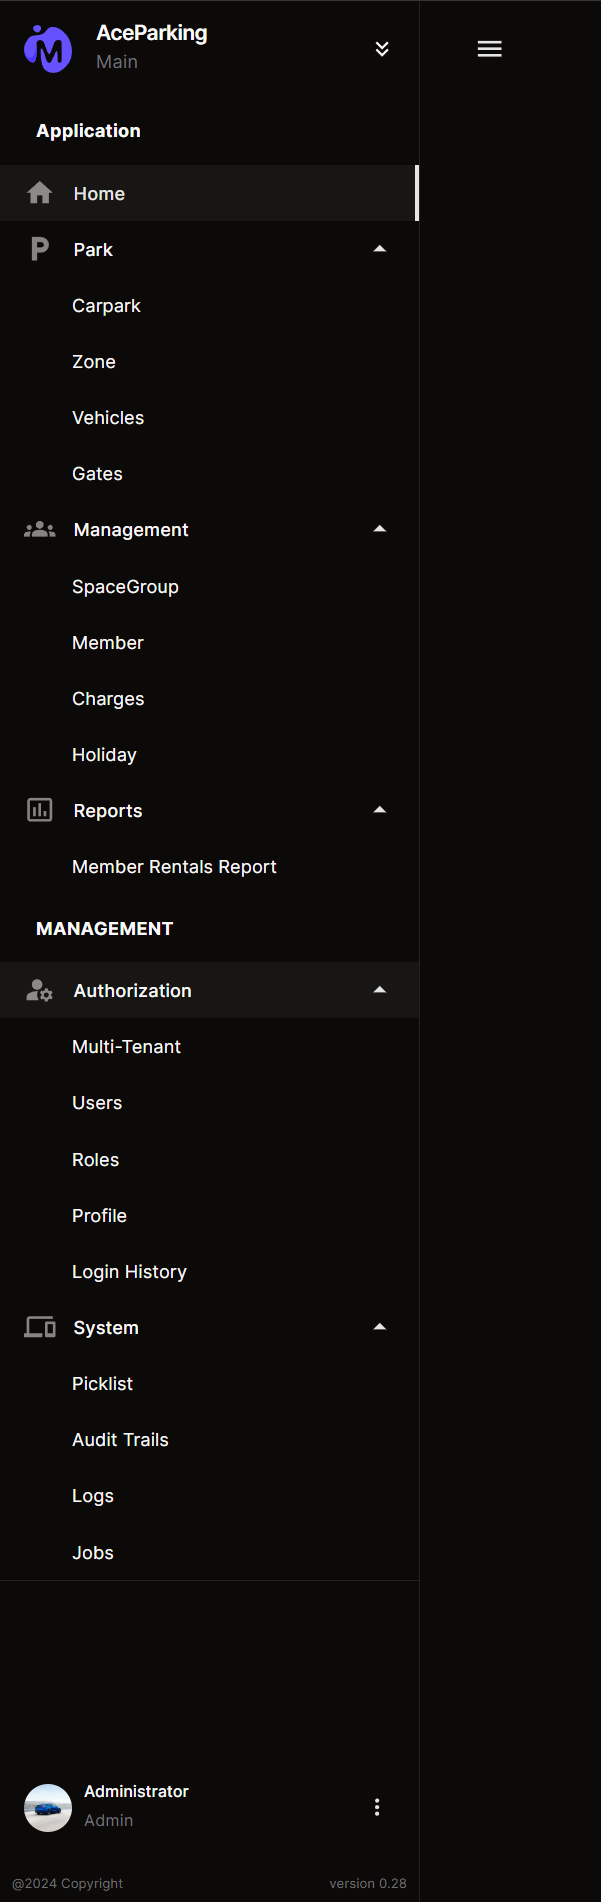 AceParking
Main
Application
Home
Park
Carpark
Zone
Vehicles
Gates
Management
SpaceGroup
Member
Charges
Holiday
Reports
Member Rentals Report
MANAGEMENT
Authorization
Multi-Tenant
Users
Roles
Profile
Login History
System
Picklist
Audit Trails
Logs
Jobs
Administrator
Admin
@2024 Copyright version 0.28